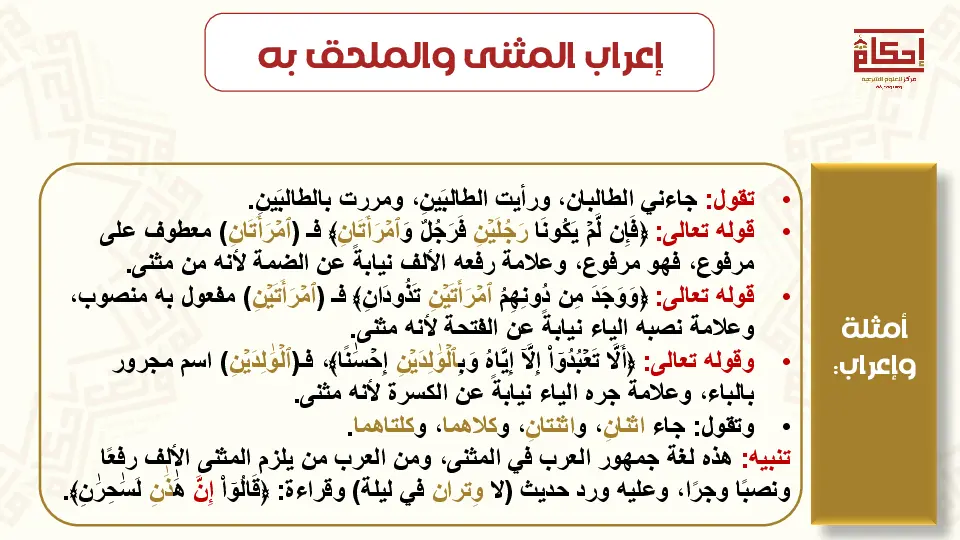 إعراب المثنى والملحق به
إحكام
مركز للعلوم الشرعية
أمثلة
وإعراب:
• تقول: جاءني الطالبان، ورأيت الطالبَينِ، ومررت بالطالبَينِ.
• قوله تعالى: ﴿فَإِن لَّمۡ يَكُونَا رَجُلَيۡنِ فَرَجُلٌ وَٱمۡرَأَتَانِ﴾ فـ (ٱمۡرَأَتَانِ) معطوف على
مرفوع، فهو مرفوع، وعلامة رفعه الألف نيابةً عن الضمة لأنه من مثنى.
• قوله تعالى: ﴿وَوَجَدَ مِن دُونِهِمُ ٱمۡرَأَتَيۡنِ تَذُودَانِ﴾ فـ (ٱمۡرَأَتَيۡنِ) مفعول به منصوب،
وعلامة نصبه الياء نيابةً عن الفتحة لأنه مثنى.
• وقوله تعالى: ﴿أَلَّا تَعۡبُدُوٓاْ إِلَّآ إِيَّاهُ وَبِٱلۡوَٰلِدَيۡنِ إِحۡسَٰنًا﴾، فـ(ٱلۡوَٰلِدَيۡنِ) اسم مجرور
بالباء، وعلامة جره الياء نيابةً عن الكسرة لأنه مثنى.
• وتقول: جاء اثنانِ، واثنتانِ، وكلاهما، وكلتاهما.
تنبيه: هذه لغة جمهور العرب في المثنى، ومن العرب من يلزم المثنى الألف رفعًا
ونصبًا وجرًا، وعليه ورد حديث (لا وِتران في ليلة) وقراءة: ﴿قَالُوٓاْ إِنَّ هَٰذَٰنِ لَسَٰحِرَٰنِ﴾.